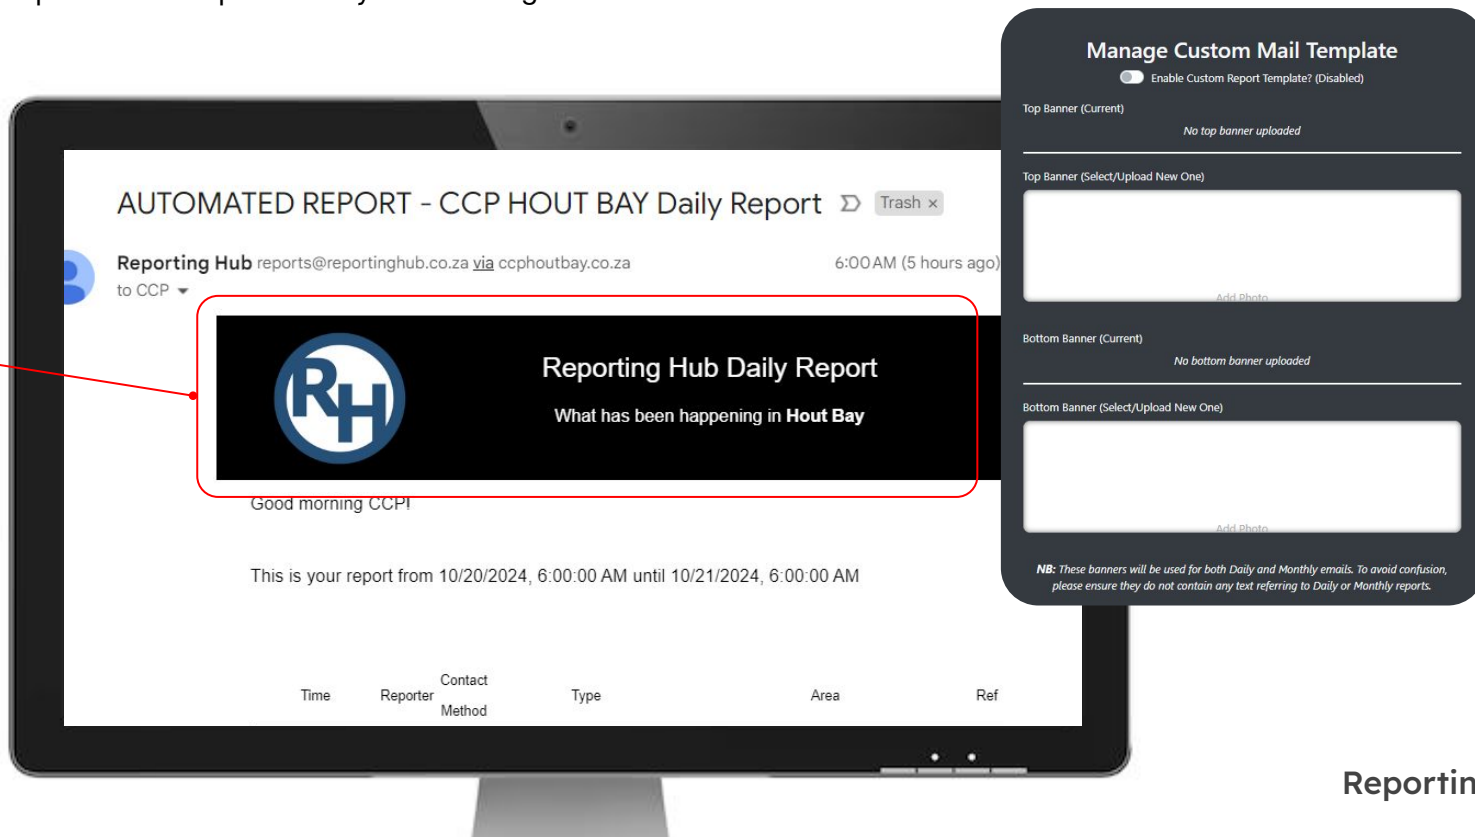 Manage Custom Mail Template
Enable Custom Report Template? (Disabled)
Top Banner (Current)
No top banner uploaded
Top Banner (Select/Upload New One)
Add Photo
Bottom Banner (Current)
No bottom banner uploaded
Bottom Banner (Select/Upload New One)
Add Photo
NB: These banners will be used for both Daily and Monthly emails. To avoid confusion,
please ensure they do not contain any text referring to Daily or Monthly reports.
AUTOMATED REPORT - CCP HOUT BAY Daily Report Trash ×
Reporting Hub reports@reportinghub.co.za via ccphoutbay.co.za 6:00 AM (5 hours ago)
to CCP
RH
Reporting Hub Daily Report
What has been happening in Hout Bay
Good morning CCP!
This is your report from 10/20/2024, 6:00:00 AM until 10/21/2024, 6:00:00 AM
Time Reporter Contact Method Type Area Ref
Reportin